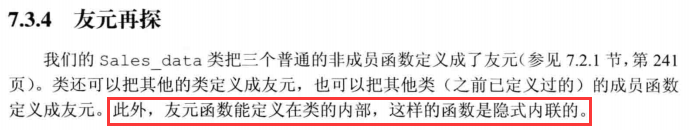 7.3.4 友元再探
我们的 Sales_data 类把三个普通的非成员函数定义成了友元(参见 7.2.1 节,第 241
页)。类还可以把其他的类定义成友元,也可以把其他类(之前已定义过的)的成员函数
定义成友元。此外,友元函数能定义在类的内部,这样的函数是隐式内联的。